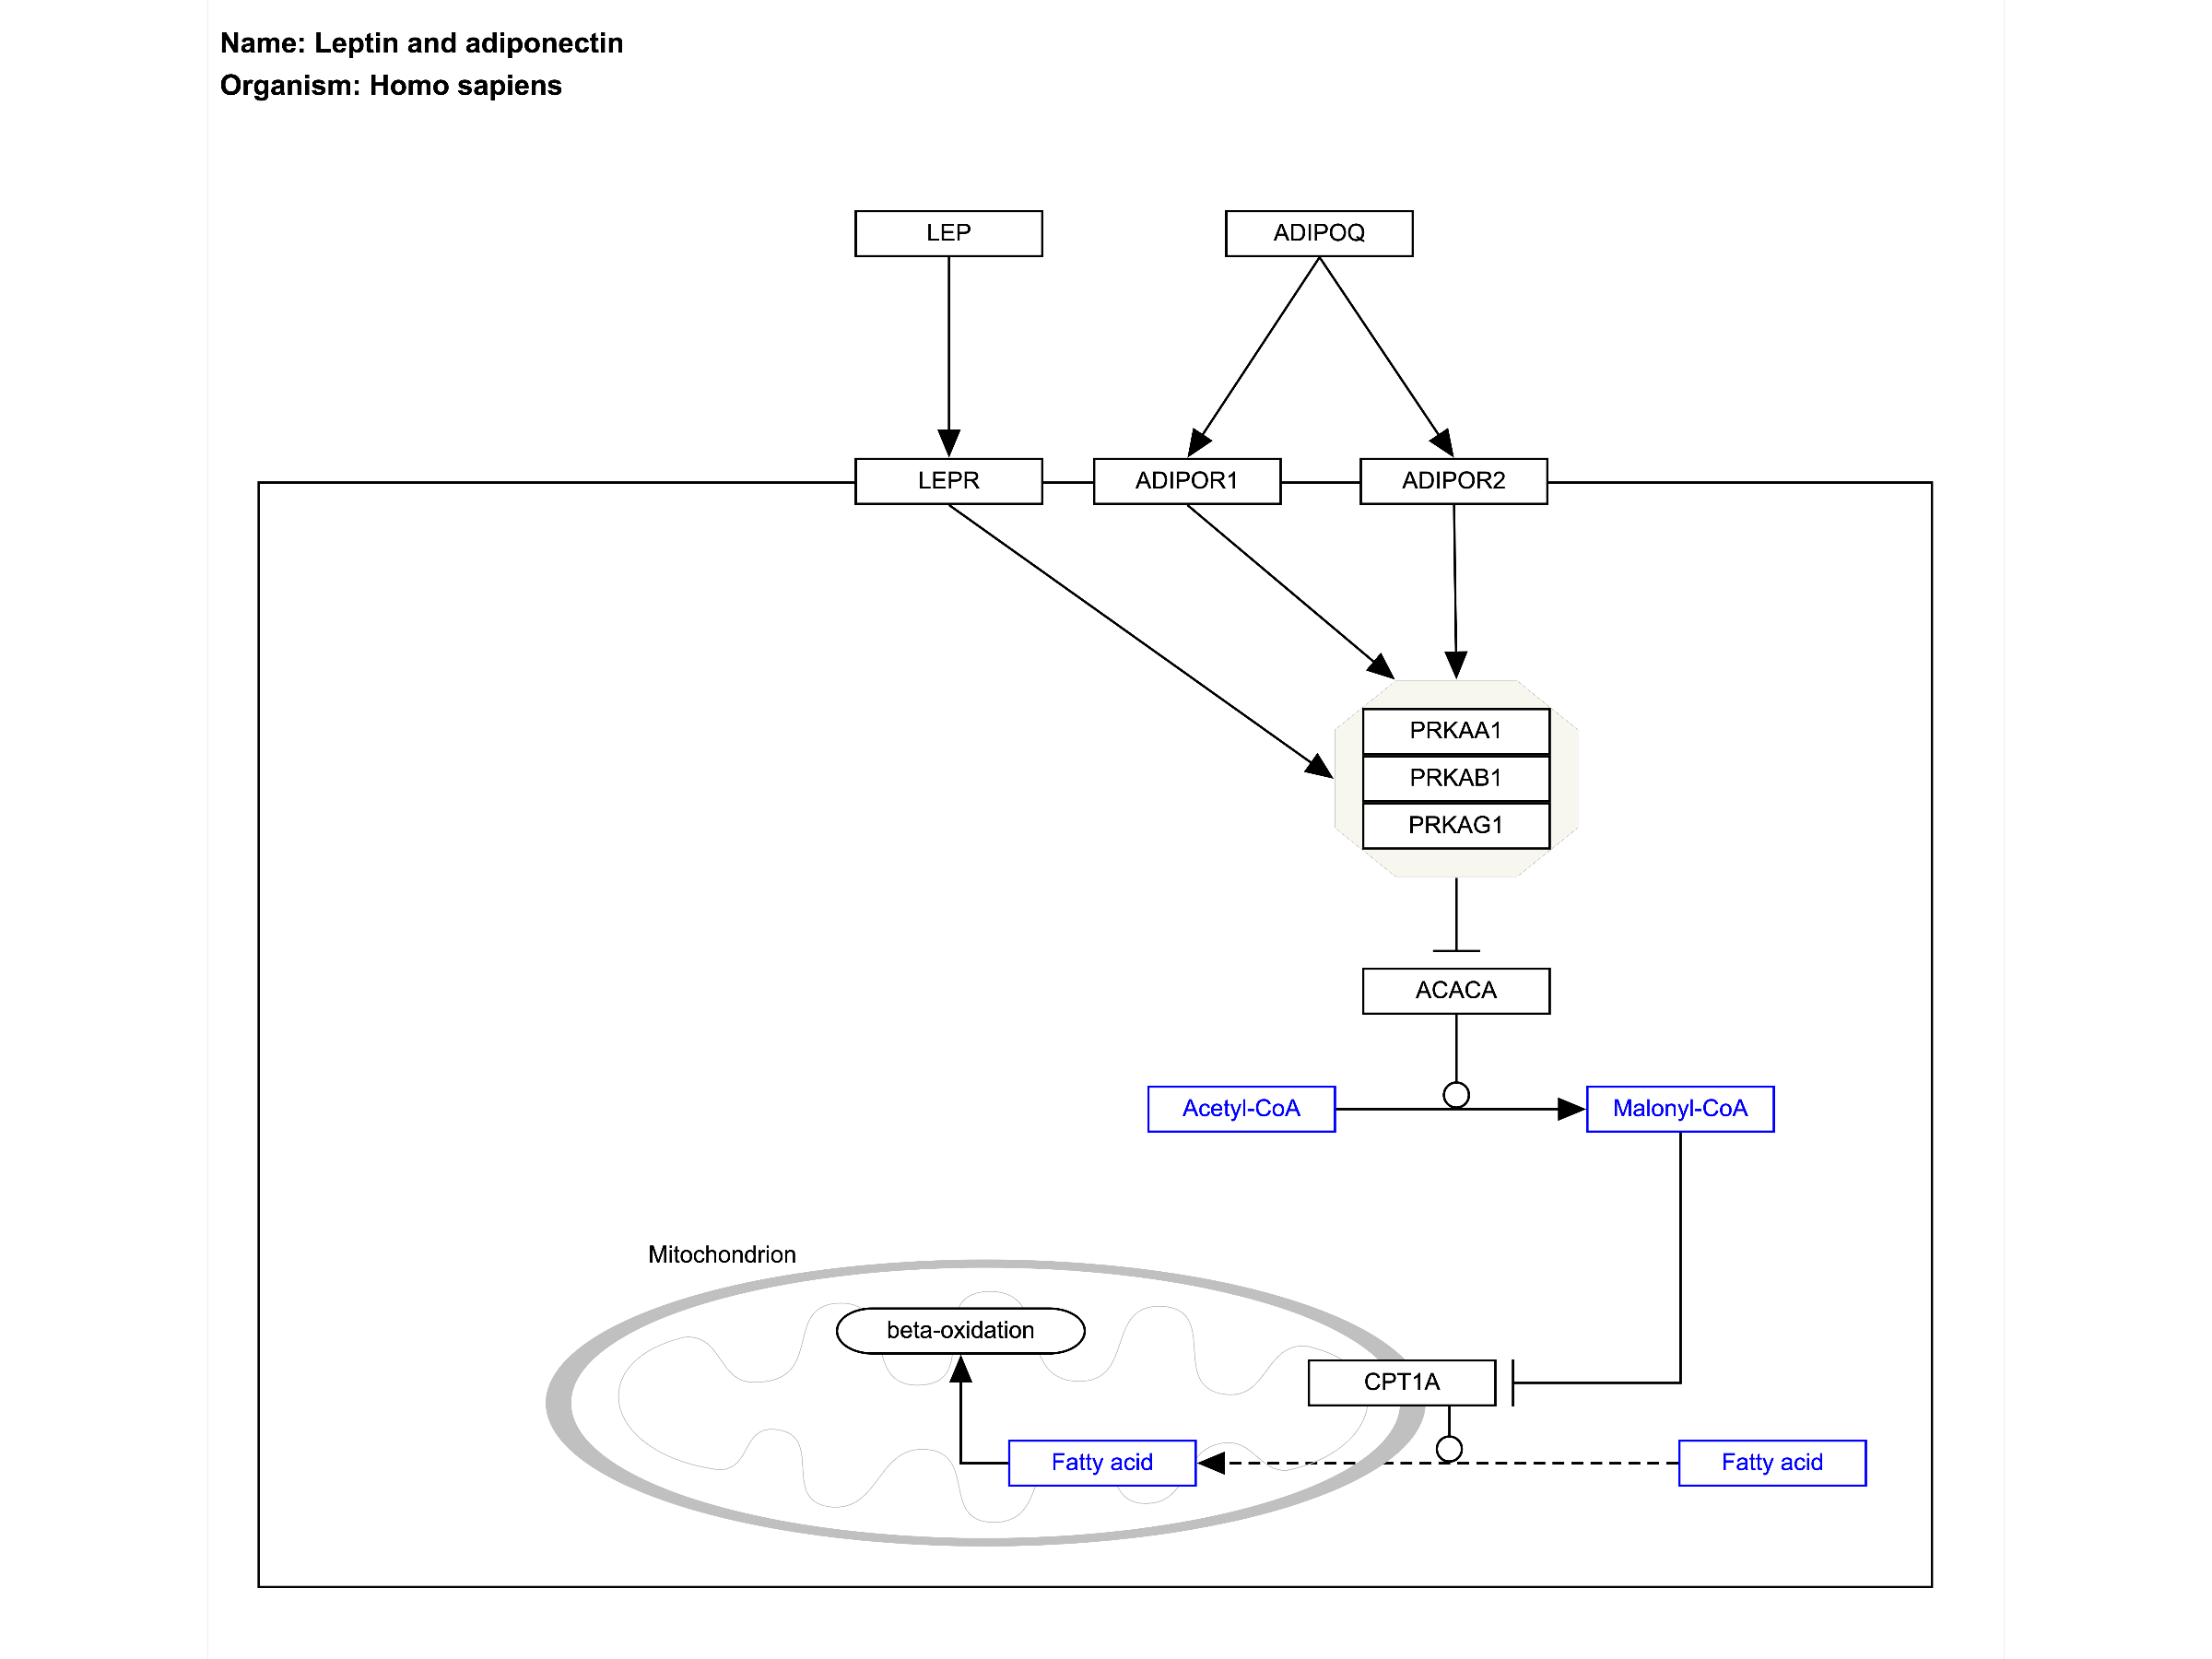 Name: Leptin and adiponectin
Organism: Homo sapiens
LEP
ADIPOQ
LEPR
ADIPOR1
ADIPOR2
PRKAA1
PRKAB1
PRKAG1
ACACA
Acetyl-CoA
Malonyl-CoA
Mitochondrion
beta-oxidation
CPT1A
Fatty acid
Fatty acid